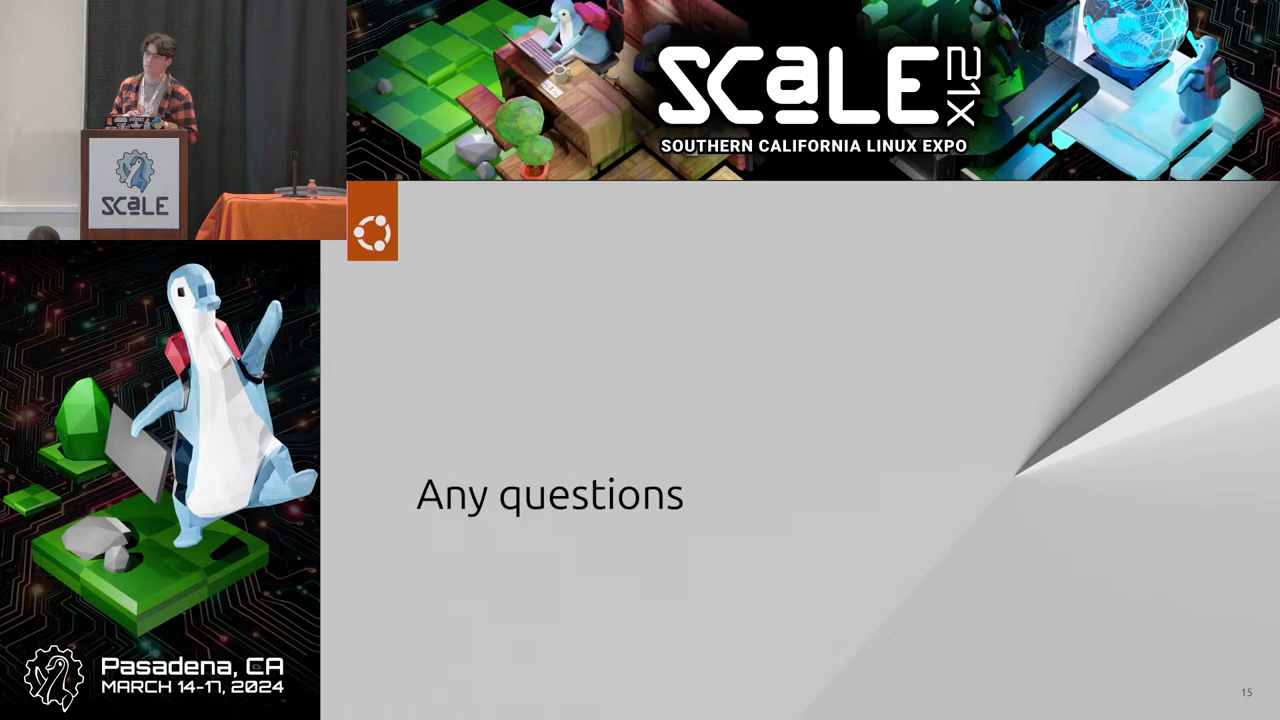 SCaLE
SCaLE 21X
SOUTHERN CALIFORNIA LINUX EXPO
Any questions
Pasadena, CA
MARCH 14-17, 2024
15